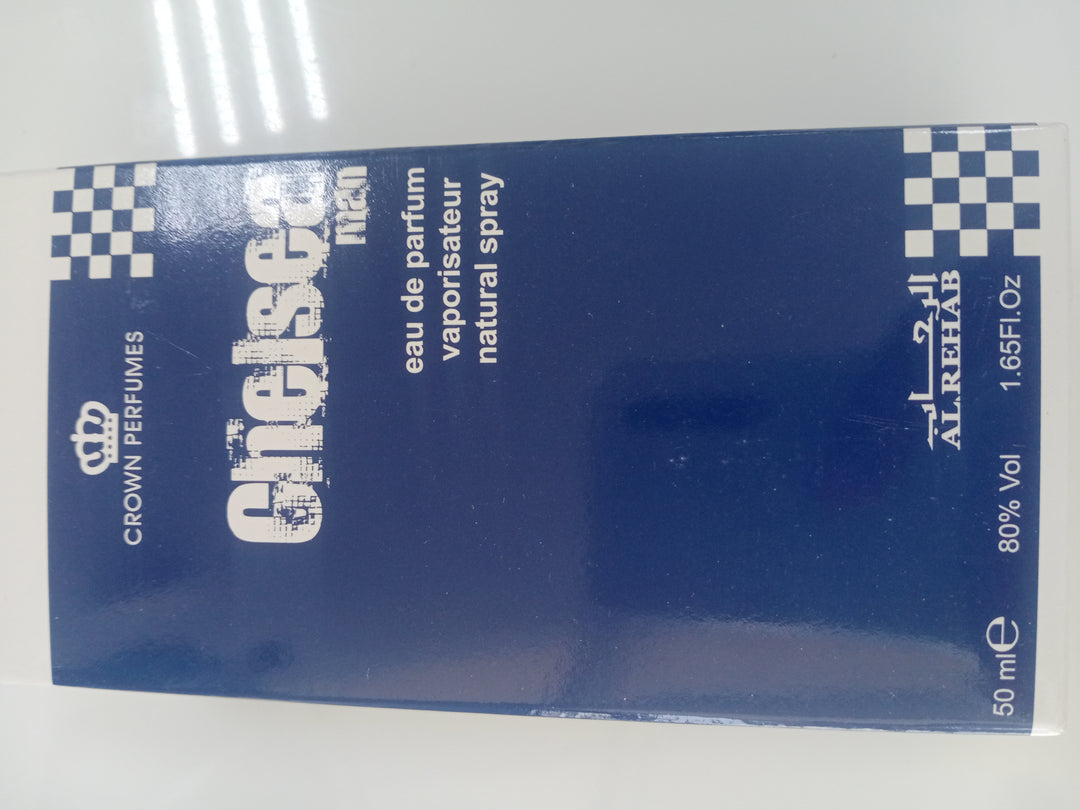 CROWN PERFUMES
Chelsea
man
eau de parfum
vaporisateur
natural spray
الرحاب
AL.REHAB
50 ml℮ 80% Vol 1.65Fl.Oz